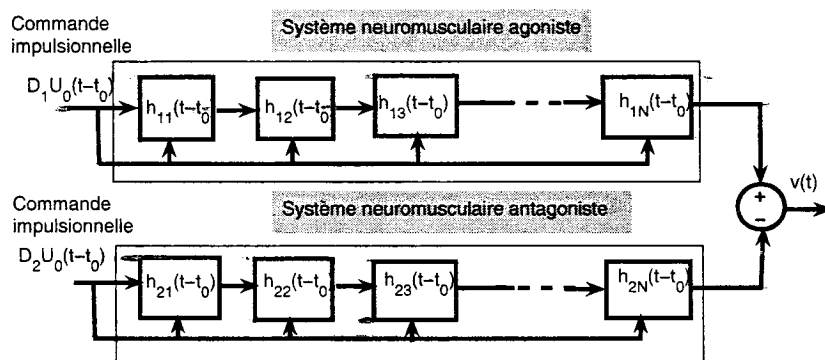 Commande
impulsionnelle
Système neuromusculaire agoniste
D₁U₀(t–t₀)
h₁₁(t–t₀
h₁₂(t–t₀
h₁₃(t–t₀)
h₁N(t–t₀)
v(t)
+
–
Commande
impulsionnelle
Système neuromusculaire antagoniste
D₂U₀(t–t₀)
h₂₁(t–t₀)
h₂₂(t–t₀
h₂₃(t–t₀
h₂N(t–t₀)